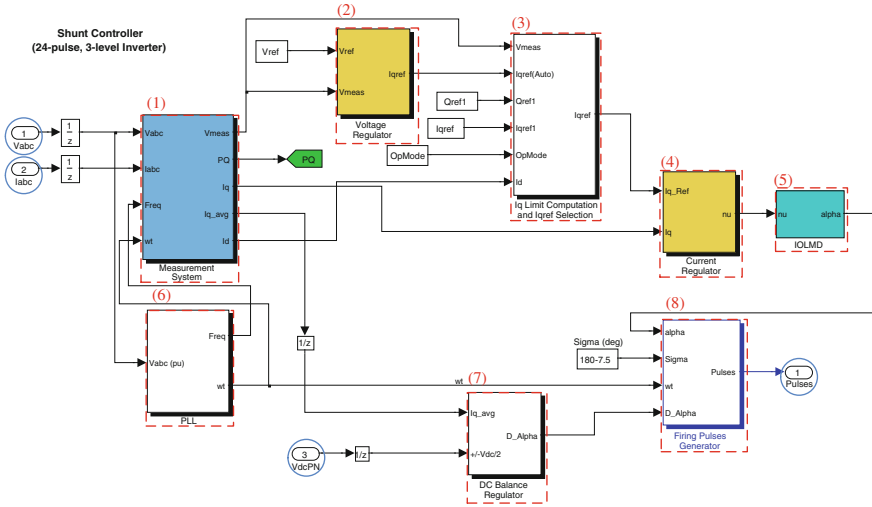 Shunt Controller
(24-pulse, 3-level Inverter)
(1)
(2)
(3)
(4)
(5)
(6)
(7)
(8)
1
Vabc
1
z
2
Iabc
1
z
Vabc
Iabc
Freq
wt
Vmeas
PQ
Iq
Iq_avg
Id
Measurement
System
PQ
Vref
Vref
Vmeas
Iqref
Voltage
Regulator
Qref1
Iqref
OpMode
Vmeas
Iqref(Auto)
Qref1
Iqref1
OpMode
Id
Iqref
Iq Limit Computation
and Iqref Selection
Iq_Ref
Iq
nu
Current
Regulator
nu
alpha
IOLMD
Vabc (pu)
Freq
wt
PLL
1/z
wt
3
VdcPN
1/z
Iq_avg
+/-Vdc/2
D_Alpha
DC Balance
Regulator
Sigma (deg)
180-7.5
alpha
Sigma
wt
D_Alpha
Pulses
Firing Pulses
Generator
1
Pulses